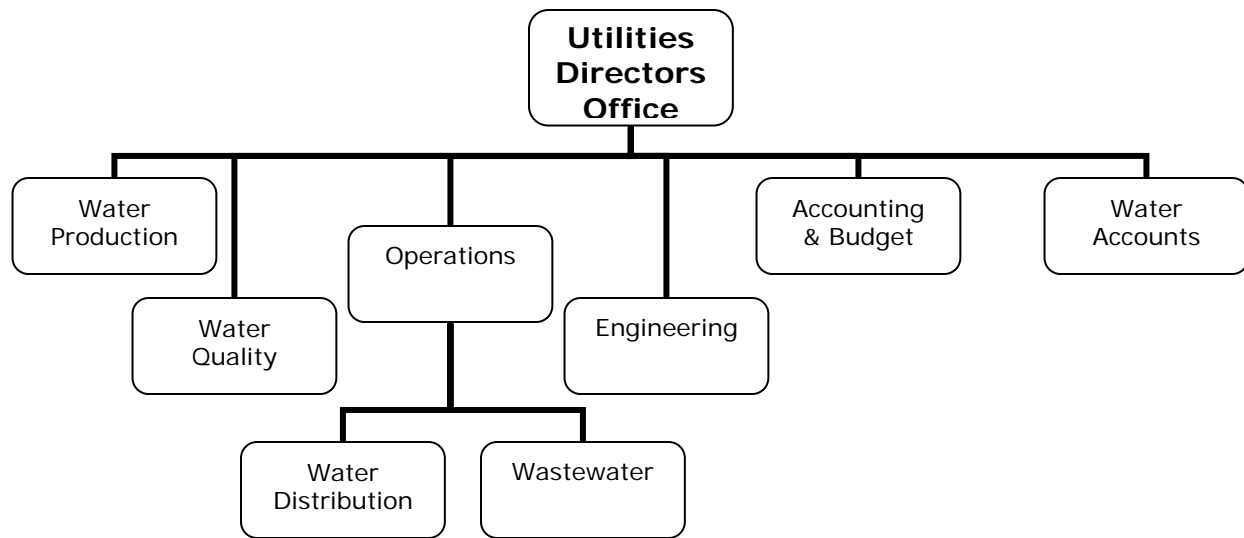 Utilities
Directors
Office
Water
Production
Water
Quality
Operations
Engineering
Accounting
& Budget
Water
Accounts
Water
Distribution
Wastewater